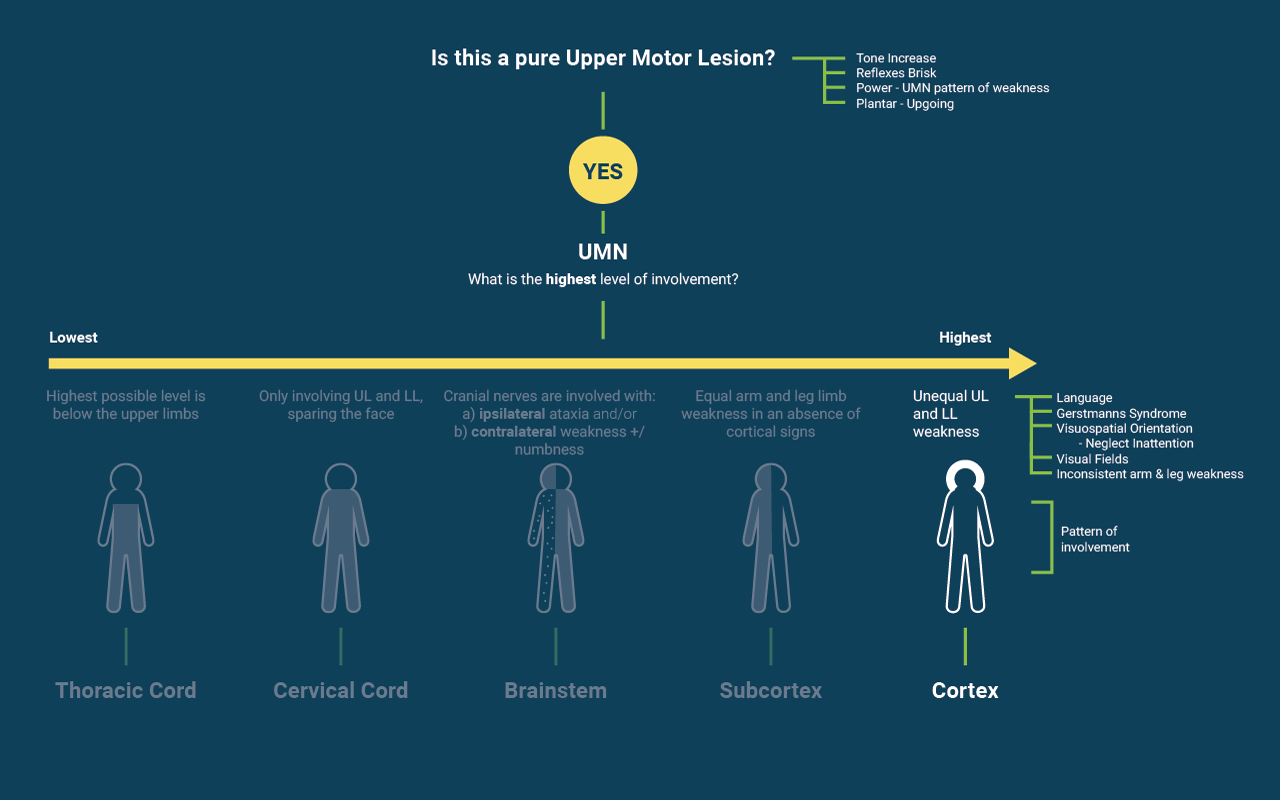 Is this a pure Upper Motor Lesion?
Tone Increase
Reflexes Brisk
Power - UMN pattern of weakness
Plantar - Upgoing
YES
UMN
What is the highest level of involvement?
Lowest
Highest
Highest possible level is
below the upper limbs
Only involving UL and LL,
sparing the face
Cranial nerves are involved with:
a) ipsilateral ataxia and/or
b) contralateral weakness +/
numbness
Equal arm and leg limb
weakness in an absence of
cortical signs
Unequal UL
and LL
weakness
Language
Gerstmanns Syndrome
Visuospatial Orientation
- Neglect Inattention
Visual Fields
Inconsistent arm & leg weakness
Pattern of
involvement
Thoracic Cord
Cervical Cord
Brainstem
Subcortex
Cortex